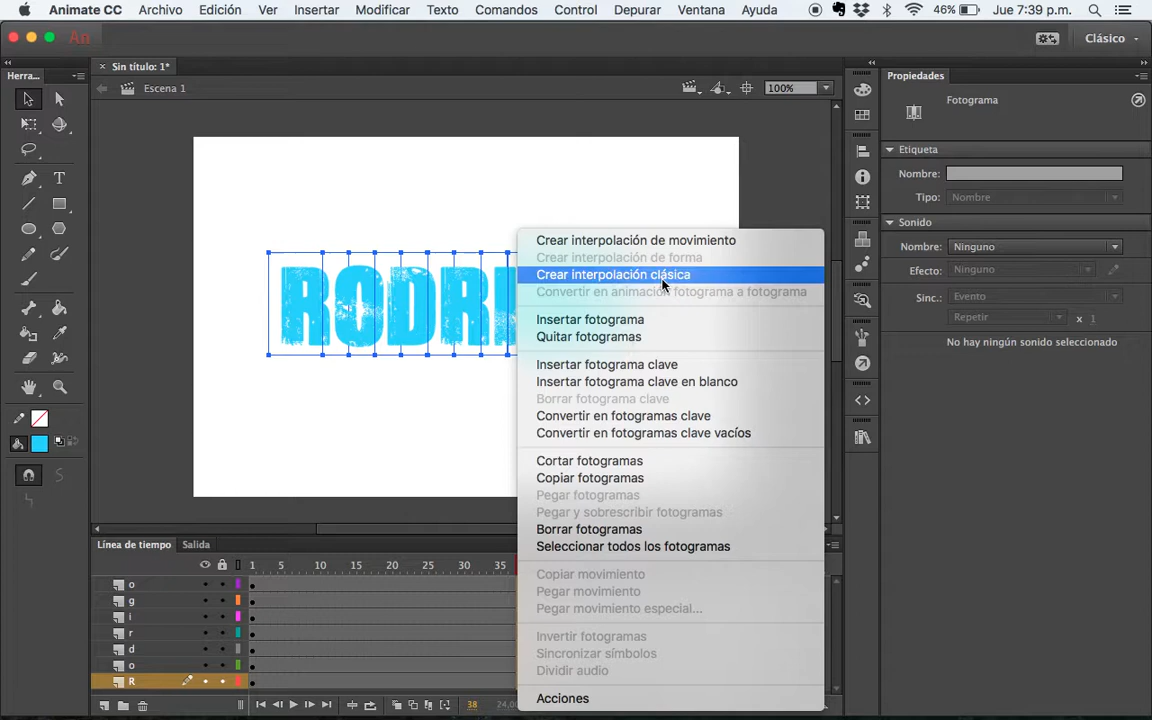 Animate CC Archivo Edición Ver Insertar Modificar Texto Comandos Control Depurar Ventana Ayuda 46% Jue 7:39 p.m.
An Clásico
Herra... Sin título: 1* Propiedades
Escena 1 100% Fotograma
Etiqueta
Nombre:
Tipo: Nombre
Sonido
Nombre: Ninguno
Efecto: Ninguno
Sinc.: Evento
Repetir x 1
No hay ningún sonido seleccionado
RODRI
Crear interpolación de movimiento
Crear interpolación de forma
Crear interpolación clásica
Convertir en animación fotograma a fotograma
Insertar fotograma
Quitar fotogramas
Insertar fotograma clave
Insertar fotograma clave en blanco
Borrar fotograma clave
Convertir en fotogramas clave
Convertir en fotogramas clave vacíos
Cortar fotogramas
Copiar fotogramas
Pegar fotogramas
Pegar y sobrescribir fotogramas
Borrar fotogramas
Seleccionar todos los fotogramas
Copiar movimiento
Pegar movimiento
Pegar movimiento especial...
Invertir fotogramas
Sincronizar símbolos
Dividir audio
Acciones
Línea de tiempo Salida
1 5 10 15 20 25 30 35
o
g
i
r
d
o
R
38 24,00